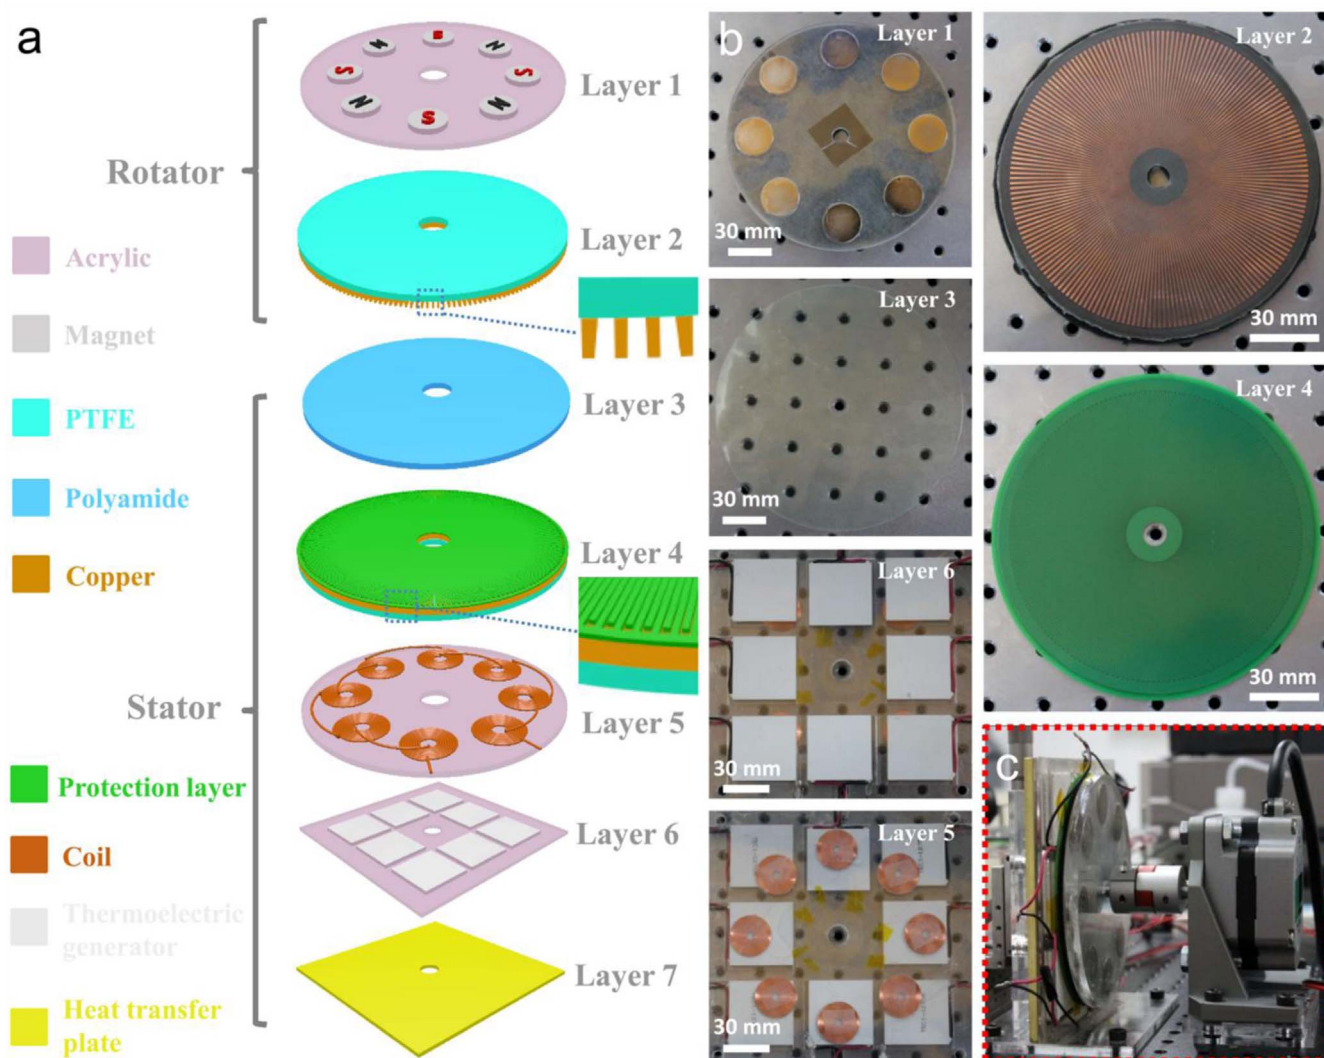 a
Rotator
Stator
Acrylic
Magnet
PTFE
Polyamide
Copper
Protection layer
Coil
Thermoelectric
generator
Heat transfer
plate
N
S
N
S
N
S
N
S
Layer 1
Layer 2
Layer 3
Layer 4
Layer 5
Layer 6
Layer 7
b
Layer 1
30 mm
Layer 2
30 mm
Layer 3
30 mm
Layer 4
30 mm
Layer 6
30 mm
Layer 5
30 mm
c